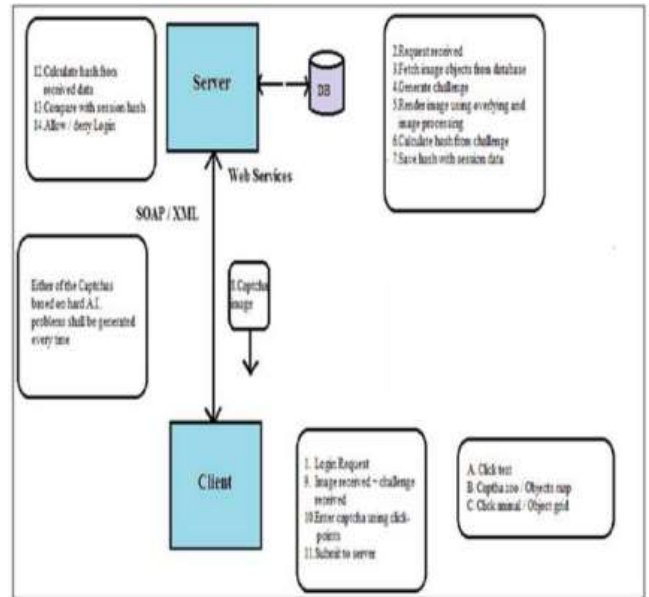 12. Calculate hash from
received data
13. Compare with session hash
14. Allow / deny Login
Server
DB
2.Request received
3.Fetch image objects from database
4.Generate challenge
5.Render image using overlying and
image processing
6.Calculate hash from challenge
7.Save hash with session data
Web Services
SOAP / XML
Either of the Captchas
based on hard A.I.
problems shall be generated
every time
8.Captcha
image
Client
1. Login Request
9. Image received - challenge
received
10.Enter captcha using click-
points
11.Submit to server
A. Click text
B. Captha zoo / Objects map
C. Click animal / Object grid